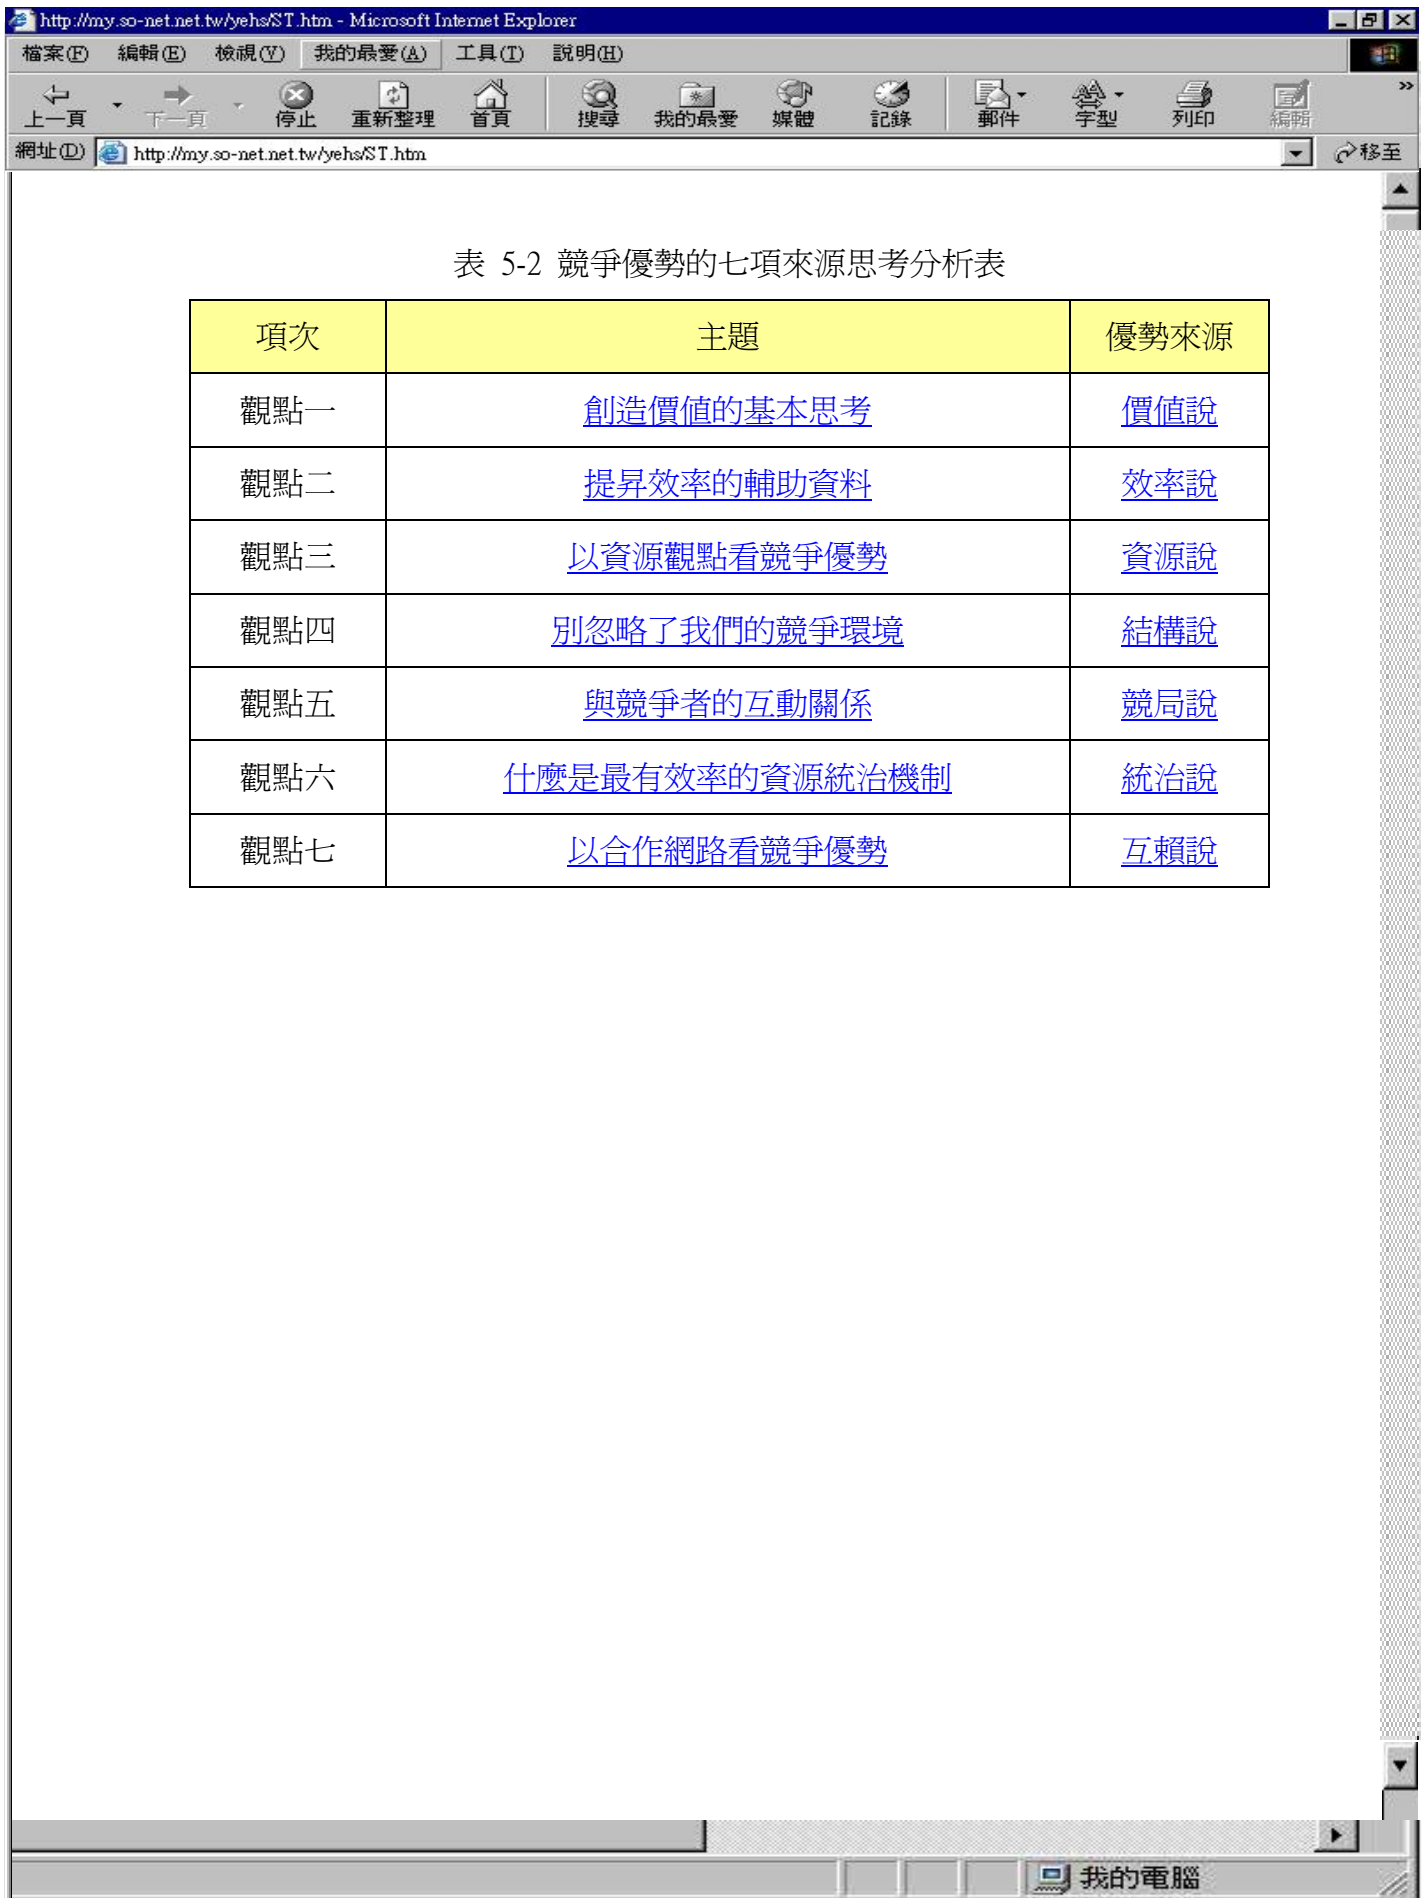 http://my.so-net.net.tw/yehs/ST.htm - Microsoft Internet Explorer
檔案(F) 編輯(E) 檢視(V) 我的最愛(A) 工具(T) 說明(H)
上一頁 下一頁 停止 重新整理 首頁 搜尋 我的最愛 媒體 記錄 郵件 字型 列印 編輯 »
網址(D) http://my.so-net.net.tw/yehs/ST.htm 移至
表 5-2 競爭優勢的七項來源思考分析表
項次 主題 優勢來源
觀點一 創造價值的基本思考 價值說
觀點二 提昇效率的輔助資料 效率說
觀點三 以資源觀點看競爭優勢 資源說
觀點四 別忽略了我們的競爭環境 結構說
觀點五 與競爭者的互動關係 競局說
觀點六 什麼是最有效率的資源統治機制 統治說
觀點七 以合作網路看競爭優勢 互賴說
我的電腦